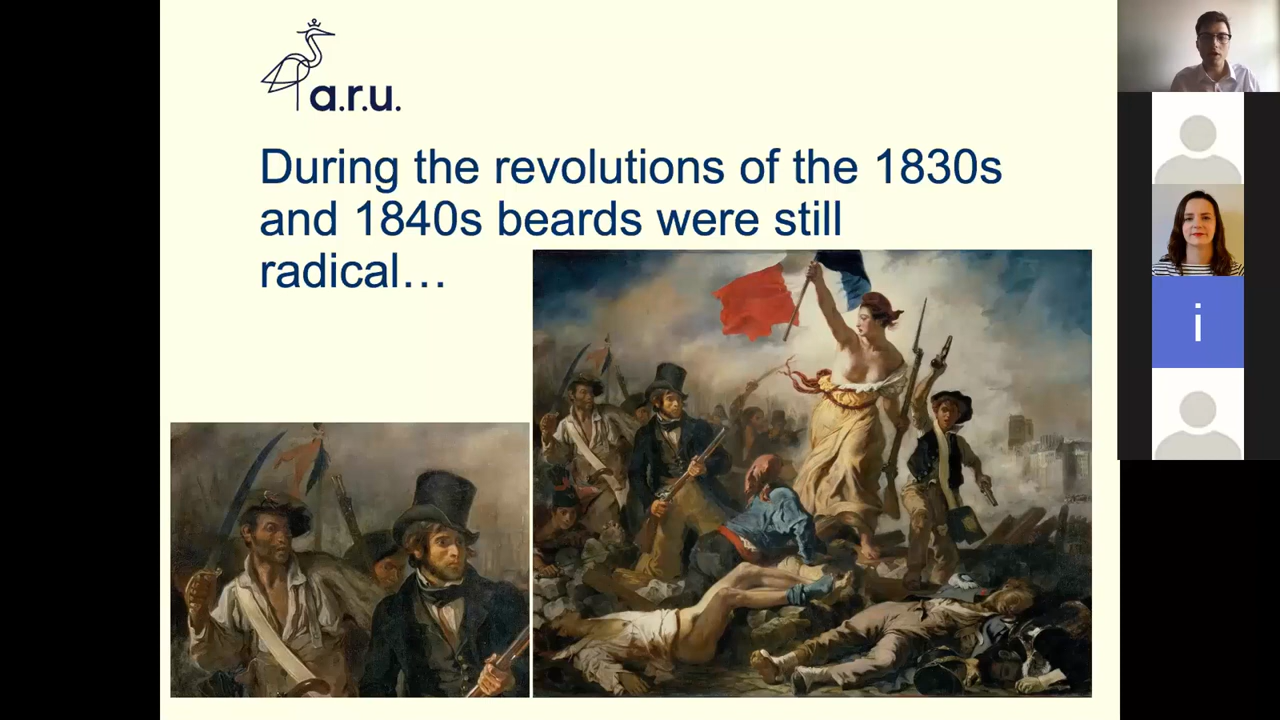 a.r.u.
During the revolutions of the 1830s
and 1840s beards were still
radical…
i